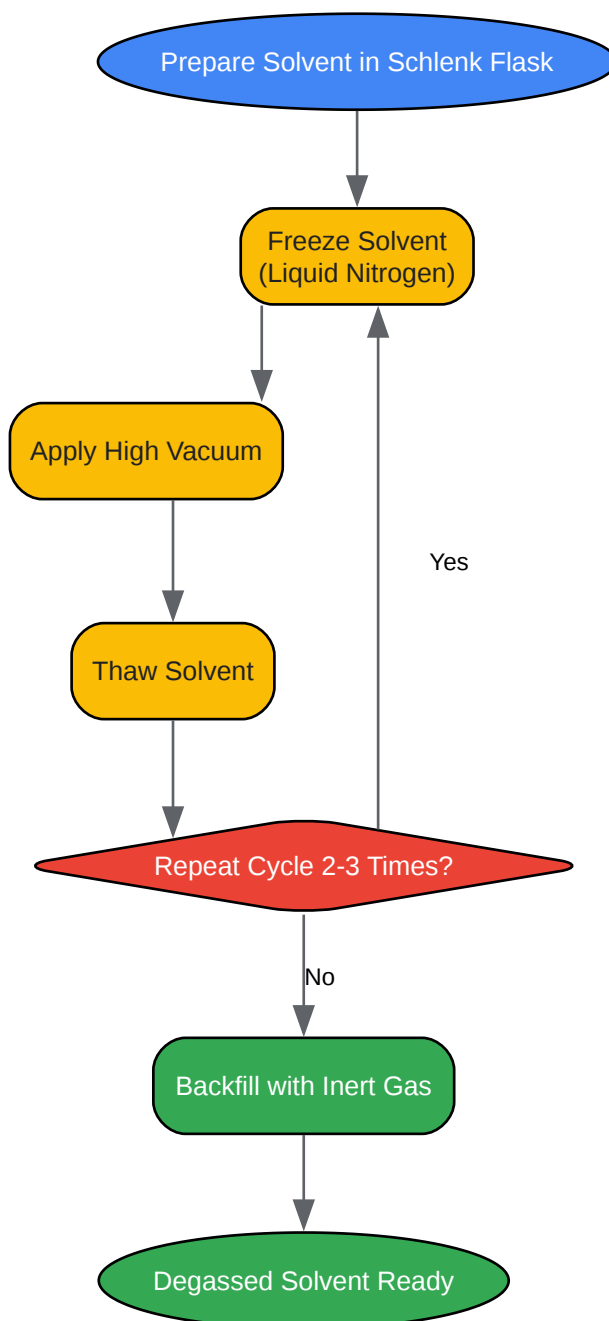 Prepare Solvent in Schlenk Flask
Freeze Solvent
(Liquid Nitrogen)
Apply High Vacuum
Yes
Thaw Solvent
Repeat Cycle 2-3 Times?
No
Backfill with Inert Gas
Degassed Solvent Ready